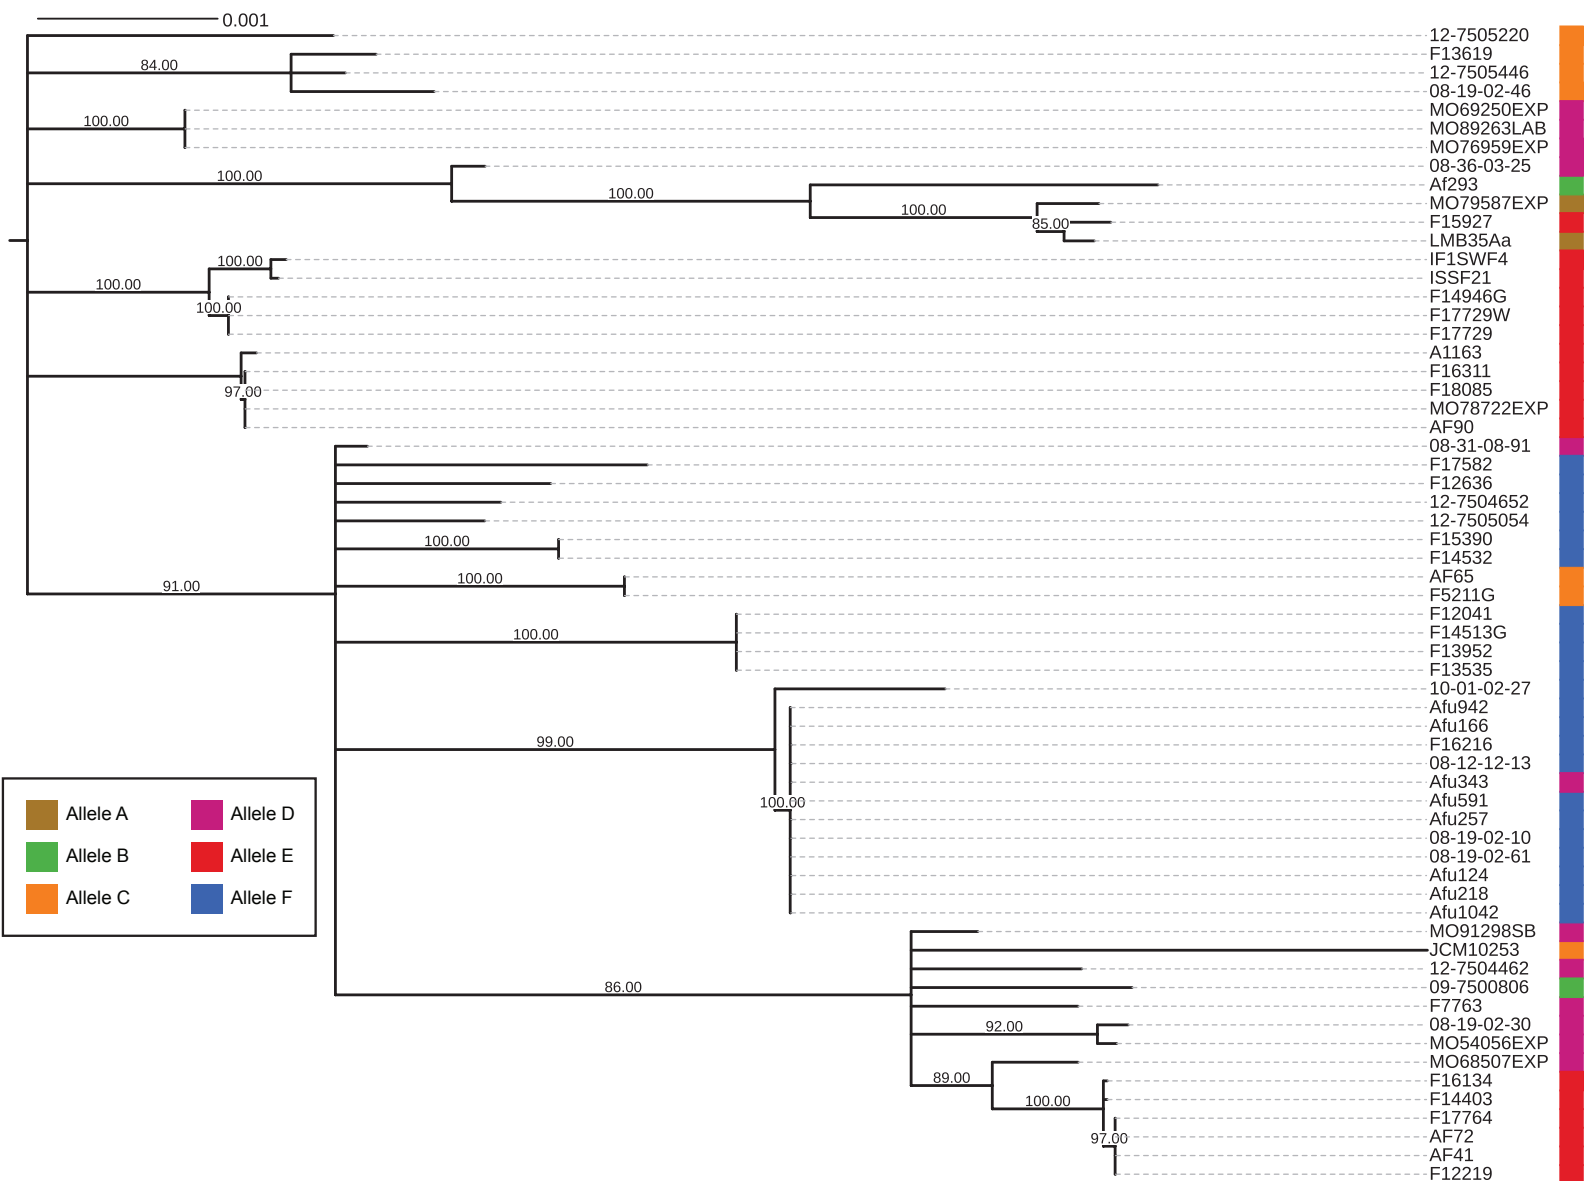 0.001
12-7505220
F13619
84.00
12-7505446
08-19-02-46
MO69250EXP
100.00
MO89263LAB
MO76959EXP
08-36-03-25
100.00
Af293
100.00
MO79587EXP
100.00
F15927
85.00
LMB35Aa
IF1SWF4
100.00
ISSF21
100.00
F14946G
100.00
F17729W
F17729
A1163
F16311
F18085
97.00
MO78722EXP
AF90
08-31-08-91
F17582
F12636
12-7504652
12-7505054
F15390
100.00
F14532
AF65
100.00
91.00
F5211G
F12041
F14513G
100.00
F13952
F13535
10-01-02-27
Afu942
Afu166
F16216
99.00
08-12-12-13
Afu343
Afu591
100.00
Afu257
08-19-02-10
08-19-02-61
Afu124
Afu218
Afu1042
Allele A
Allele D
Allele B
Allele E
Allele C
Allele F
MO91298SB
JCM10253
12-7504462
09-7500806
86.00
F7763
08-19-02-30
92.00
MO54056EXP
MO68507EXP
89.00
F16134
F14403
100.00
F17764
AF72
97.00
AF41
F12219